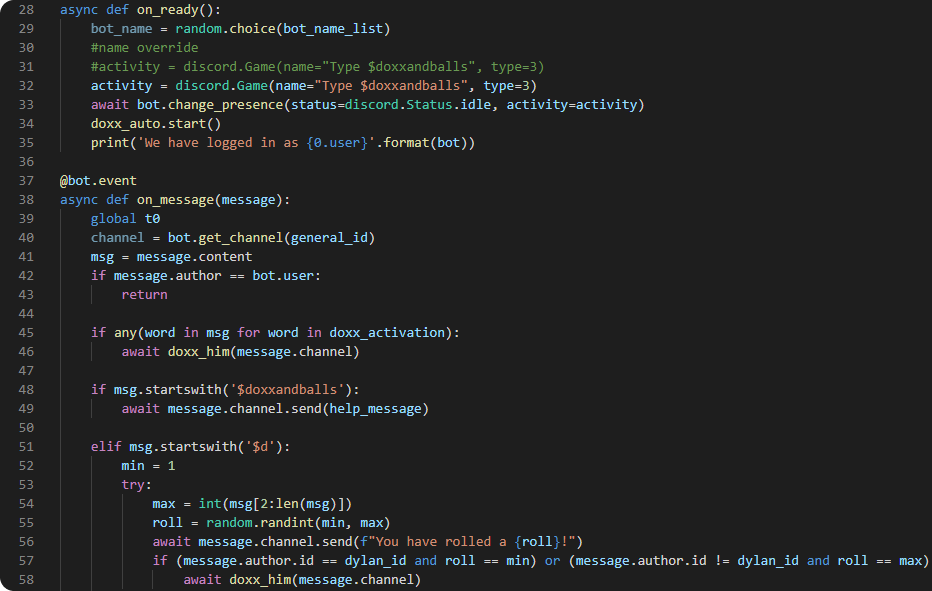 28 async def on_ready():
29     bot_name = random.choice(bot_name_list)
30     #name override
31     #activity = discord.Game(name="Type $doxxandballs", type=3)
32     activity = discord.Game(name="Type $doxxandballs", type=3)
33     await bot.change_presence(status=discord.Status.idle, activity=activity)
34     doxx_auto.start()
35     print('We have logged in as {0.user}'.format(bot))
36
37 @bot.event
38 async def on_message(message):
39     global t0
40     channel = bot.get_channel(general_id)
41     msg = message.content
42     if message.author == bot.user:
43         return
44
45     if any(word in msg for word in doxx_activation):
46         await doxx_him(message.channel)
47
48     if msg.startswith('$doxxandballs'):
49         await message.channel.send(help_message)
50
51     elif msg.startswith('$d'):
52         min = 1
53         try:
54             max = int(msg[2:len(msg)])
55             roll = random.randint(min, max)
56             await message.channel.send(f"You have rolled a {roll}!")
57             if (message.author.id == dylan_id and roll == min) or (message.author.id != dylan_id and roll == max)
58                 await doxx_him(message.channel)